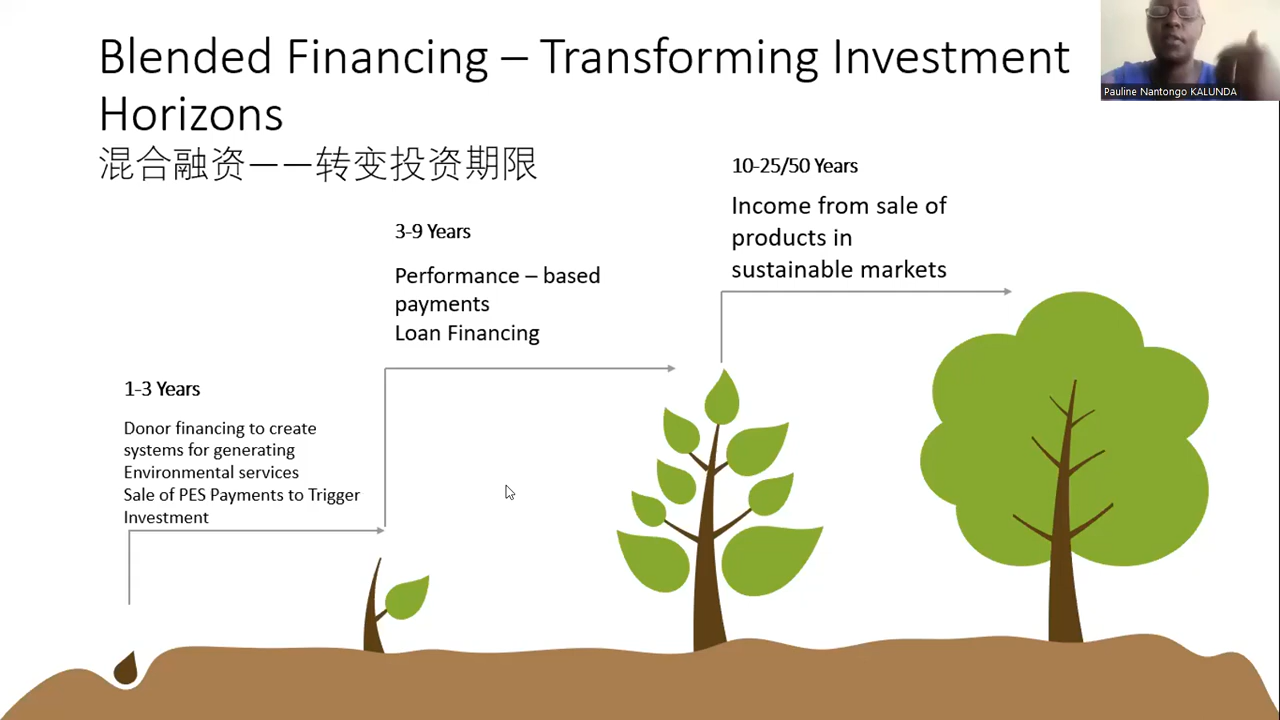 Blended Financing – Transforming Investment
Horizons
混合融资——转变投资期限
Pauline Nantongo KALUNDA
10-25/50 Years
Income from sale of
products in
sustainable markets
3-9 Years
Performance – based
payments
Loan Financing
1-3 Years
Donor financing to create
systems for generating
Environmental services
Sale of PES Payments to Trigger
Investment